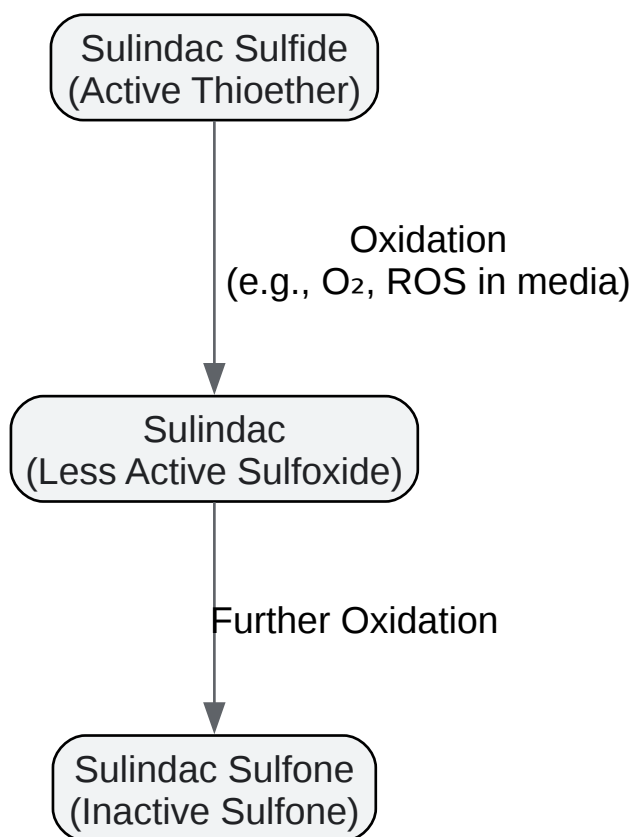 Sulindac Sulfide
(Active Thioether)
Oxidation
(e.g., O₂, ROS in media)
Sulindac
(Less Active Sulfoxide)
Further Oxidation
Sulindac Sulfone
(Inactive Sulfone)